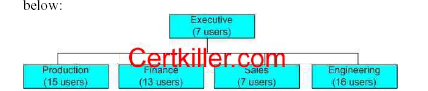 below:
Executive
(7 users)
Certkiller.com
Production
(15 users)
Finance
(13 users)
Sales
(7 users)
Engineering
(16 users)